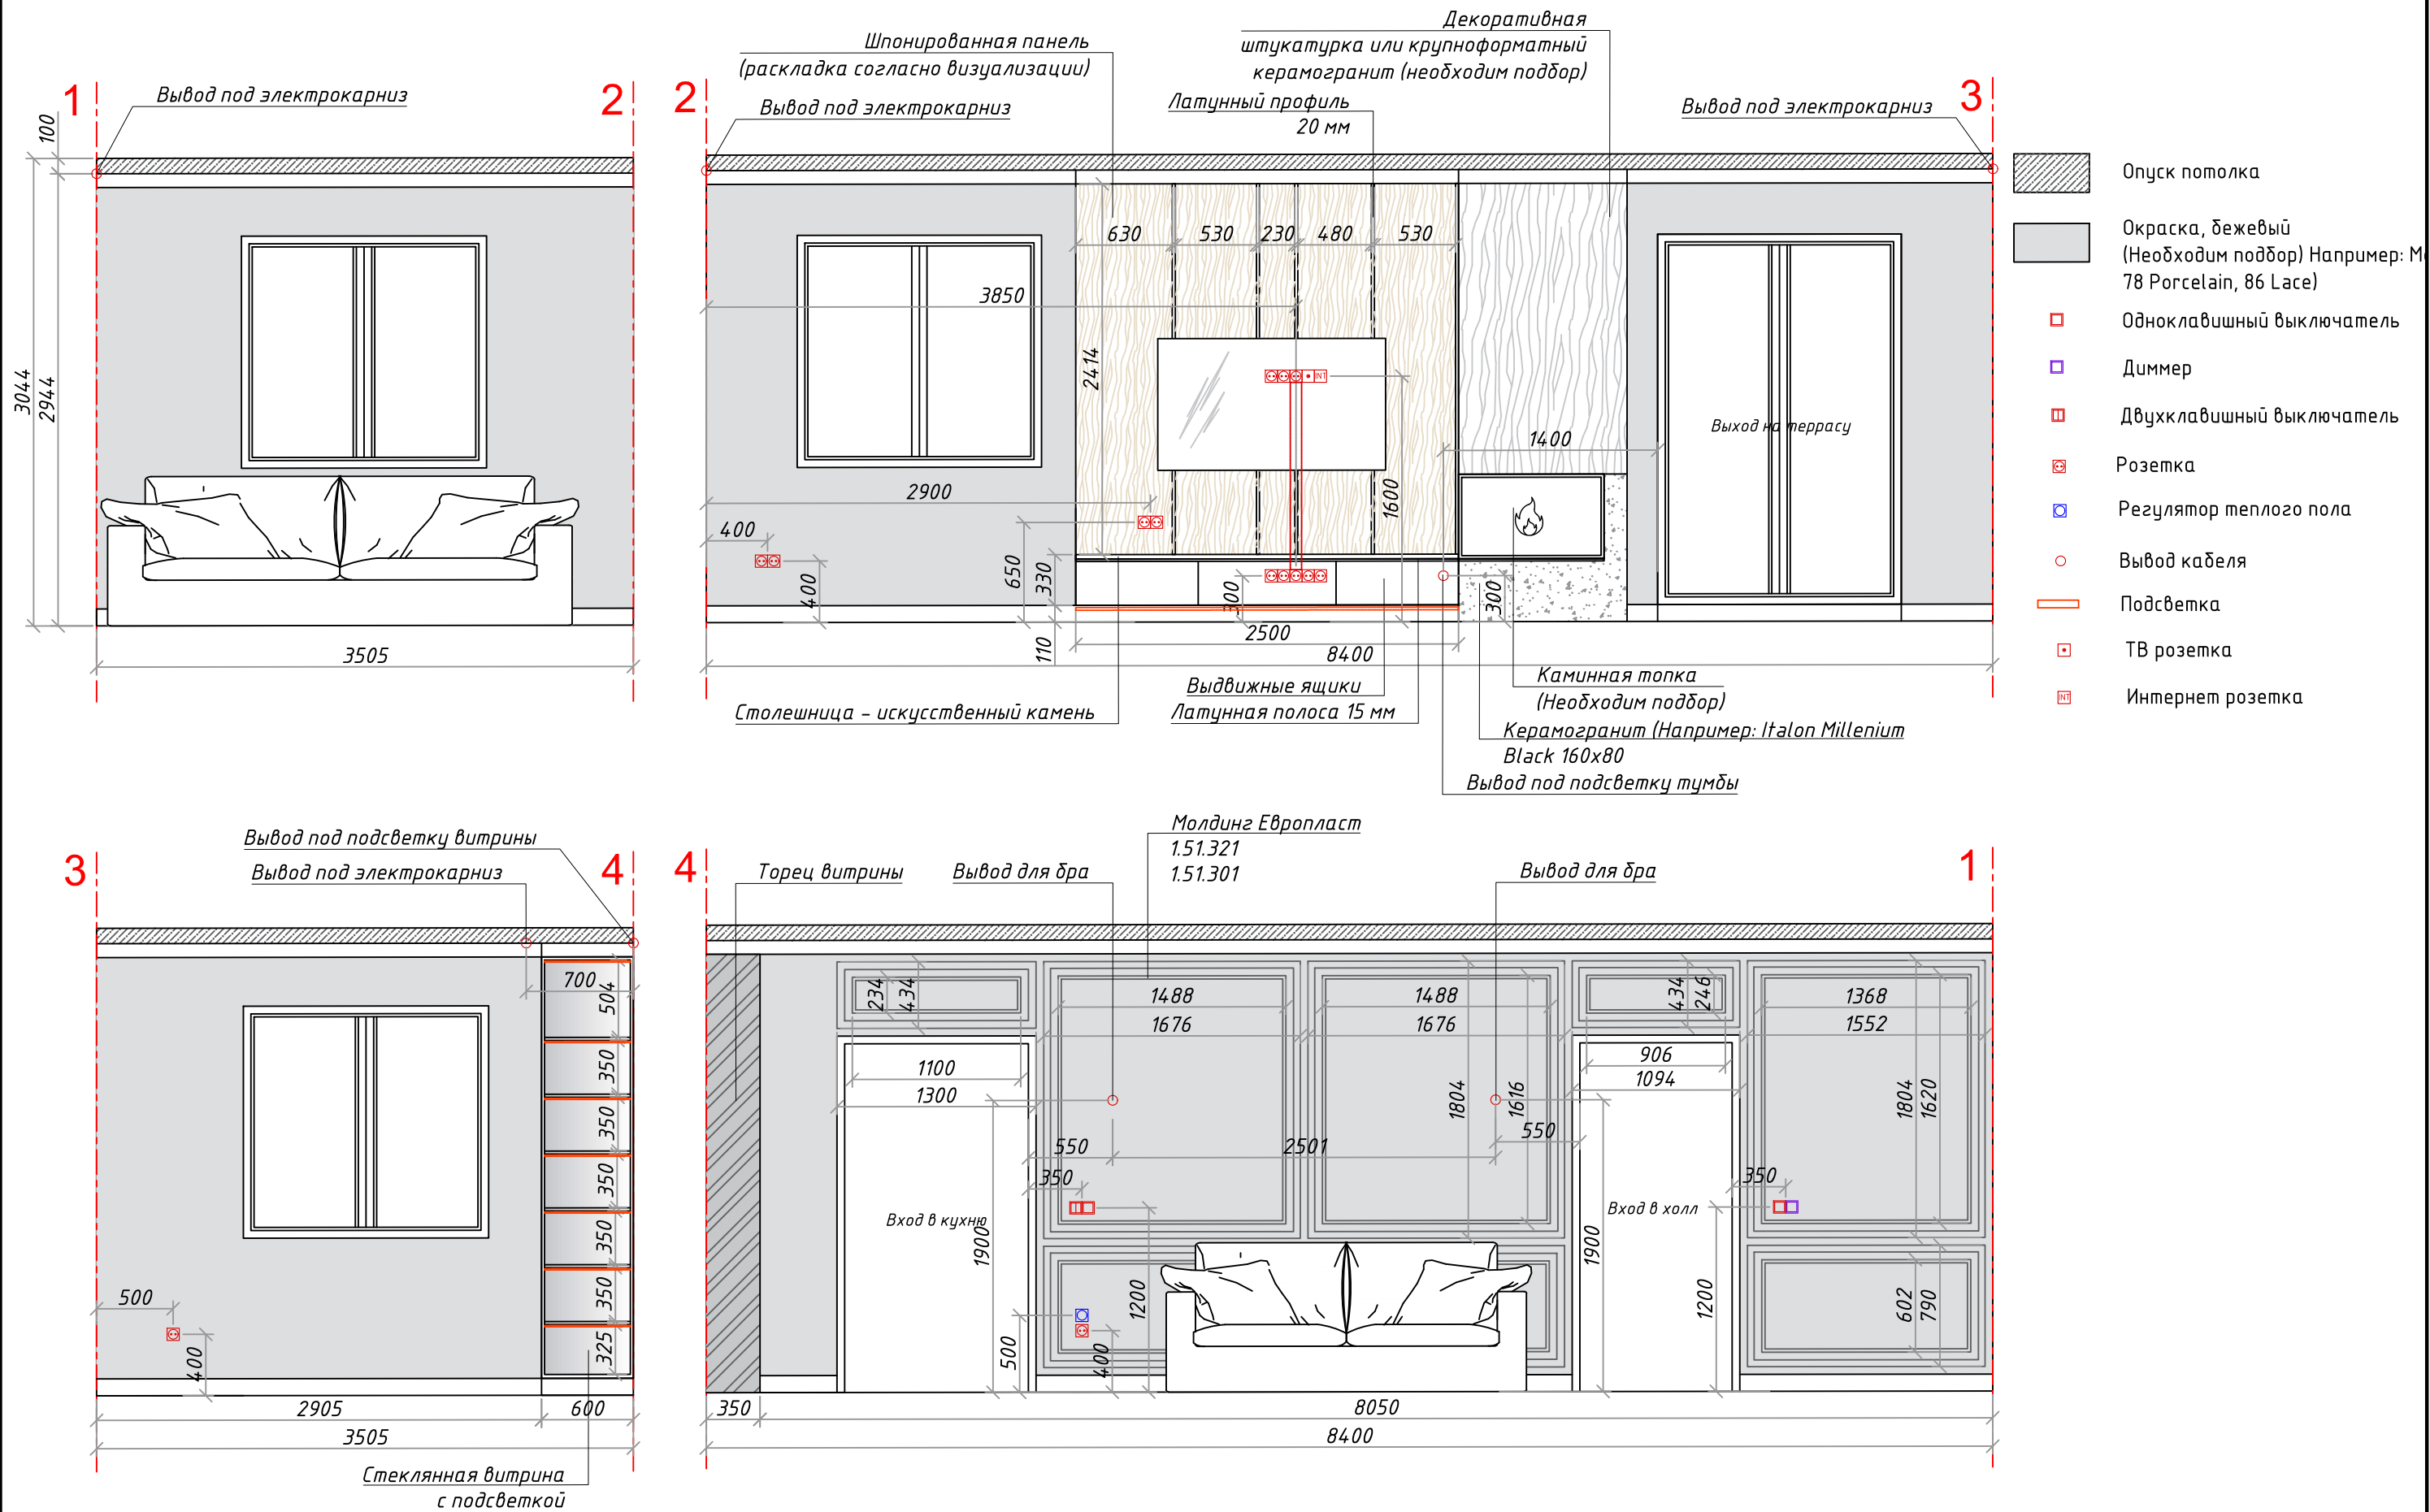 1
Вывод под электрокарниз
2
100
3044
2944
3505
2
Шпонированная панель
(раскладка согласно визуализации)
Вывод под электрокарниз
Декоративная
штукатурка или крупноформатный
керамогранит (необходим подбор)
Латунный профиль
20 мм
Вывод под электрокарниз
3
630
530
230
480
530
3850
2414
INT
Выход на террасу
1400
2900
1600
400
650
330
400
300
300
110
2500
8400
Столешница - искусственный камень
Выдвижные ящики
Латунная полоса 15 мм
Каминная топка
(Необходим подбор)
Керамогранит (Например: Italon Millenium
Black 160x80
Вывод под подсветку тумбы
Опуск потолка
Окраска, бежевый
(Необходим подбор) Например:
78 Porcelain, 86 Lace)
Одноклавишный выключатель
Диммер
Двухклавишный выключатель
Розетка
Регулятор теплого пола
Вывод кабеля
Подсветка
ТВ розетка
INT
Интернет розетка
3
Вывод под подсветку витрины
Вывод под электрокарниз
4
700
504
350
350
350
350
350
325
500
400
2905
600
3505
Стеклянная витрина
с подсветкой
4
Торец витрины
Вывод для бра
Молдинг Европласт
1.51.321
1.51.301
Вывод для бра
1
234
434
1488
1488
434
246
1368
1676
1676
1552
1100
906
1300
1094
1804
1616
1804
1620
550
2501
550
350
350
Вход в кухню
Вход в холл
1900
1900
1200
1200
500
400
602
790
350
8050
8400